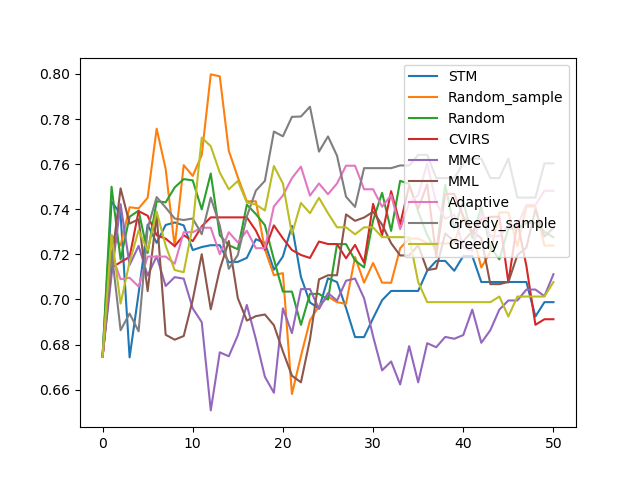 0.80
0.78
0.76
0.74
0.72
0.70
0.68
0.66
0
10
20
30
40
50
STM
Random_sample
Random
CVIRS
MMC
MML
Adaptive
Greedy_sample
Greedy